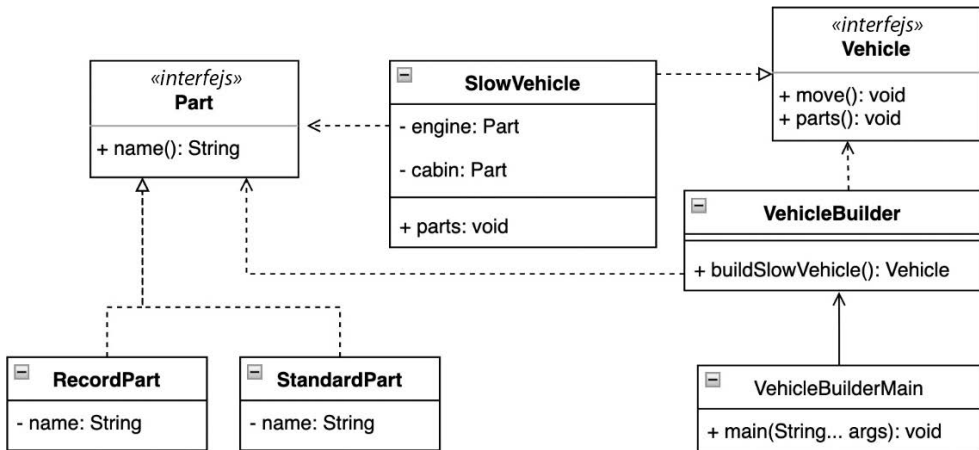 «interfejs»
Part
+ name(): String
SlowVehicle
- engine: Part
- cabin: Part
+ parts: void
«interfejs»
Vehicle
+ move(): void
+ parts(): void
VehicleBuilder
+ buildSlowVehicle(): Vehicle
RecordPart
- name: String
StandardPart
- name: String
VehicleBuilderMain
+ main(String... args): void